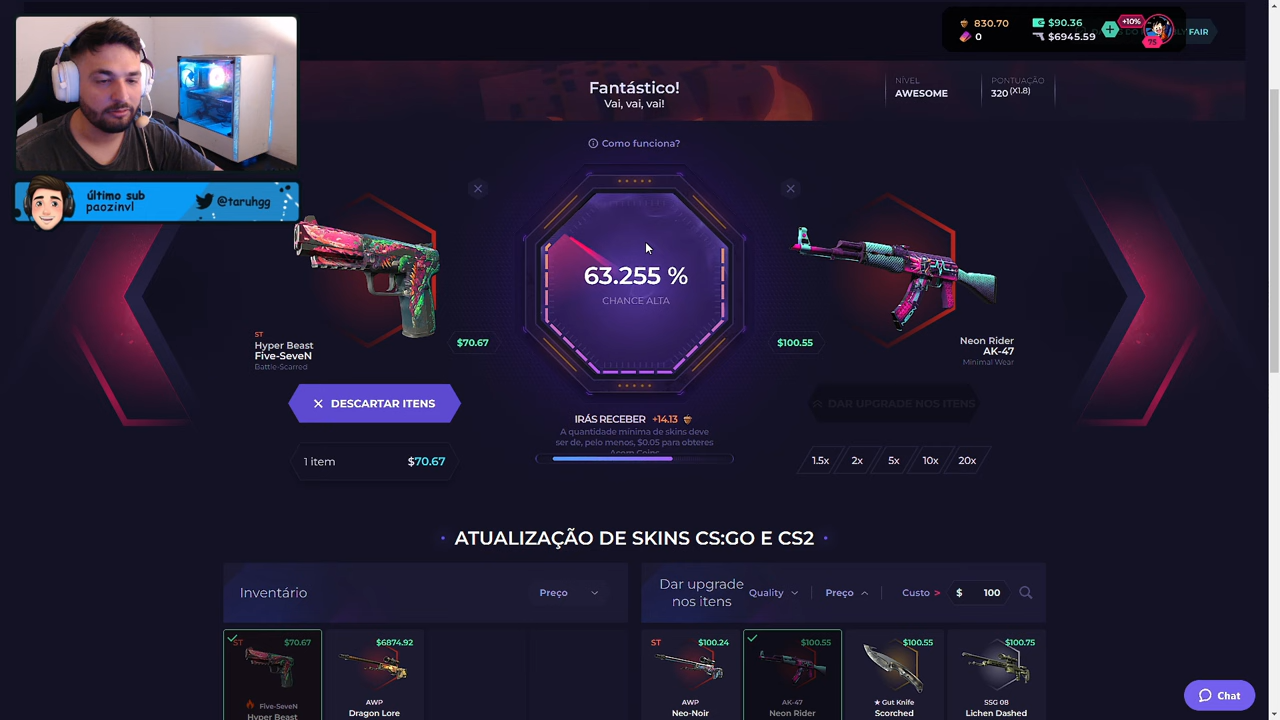 830.70
0
$90.36
$6945.59
+10%
75
FAIR
Fantástico!
Vai, vai, vai!
NÍVEL
AWESOME
PONTUAÇÃO
320 (X1.8)
Como funciona?
último sub
paozinvl
@taruhgg
63.255 %
CHANCE ALTA
ST
Hyper Beast
Five-SeveN
Battle-Scarred
$70.67
$100.55
Neon Rider
AK-47
Minimal Wear
DESCARTAR ITENS
DAR UPGRADE NOS ITENS
IRÁS RECEBER +14.13
A quantidade mínima de skins deve
ser de, pelo menos, $0.05 para obteres
Acorn Coins
1 item
$70.67
1.5x
2x
5x
10x
20x
ATUALIZAÇÃO DE SKINS CS:GO E CS2
Inventário
Preço
Dar upgrade
nos itens
Quality
Preço
Custo >
$ 100
ST
$70.67
Five-SeveN
Hyper Beast
$6874.92
AWP
Dragon Lore
ST
$100.24
AWP
Neo-Noir
$100.55
AK-47
Neon Rider
$100.55
★ Gut Knife
Scorched
$100.75
SSG 08
Lichen Dashed
Chat